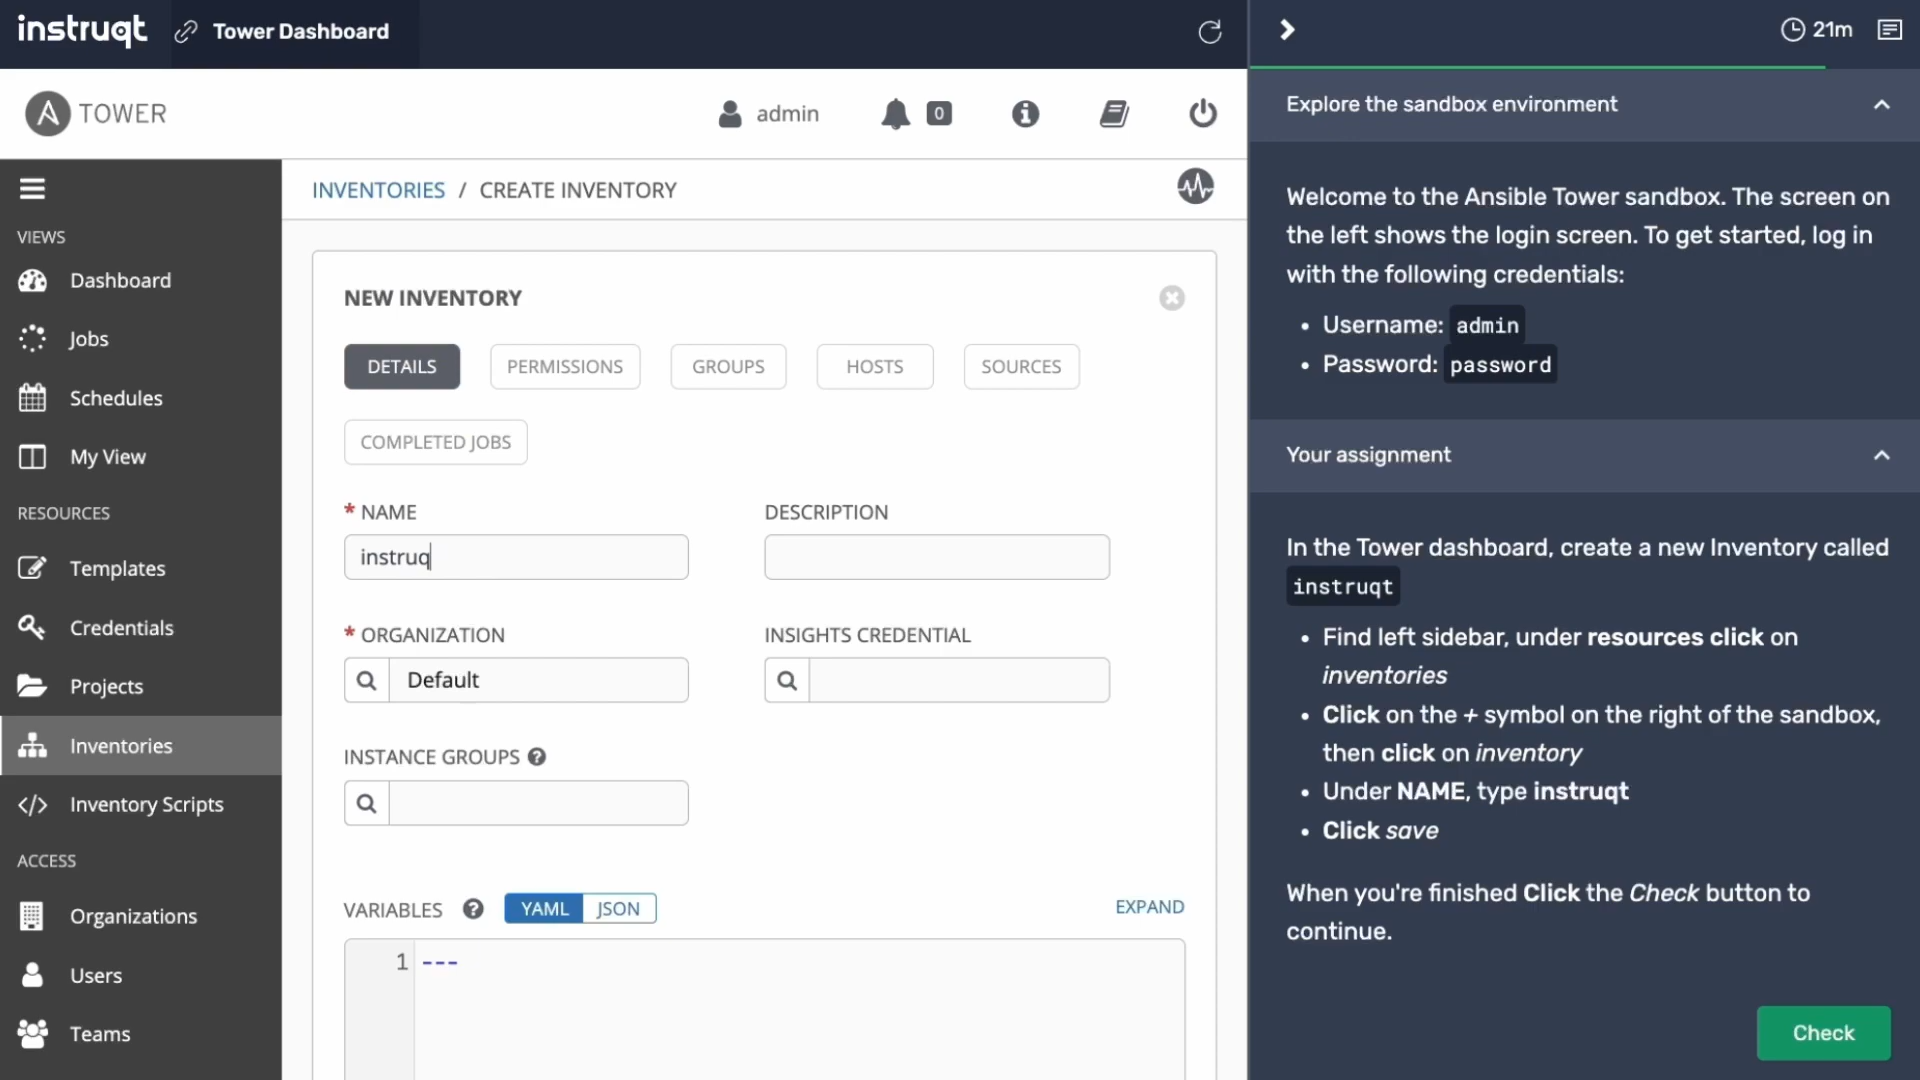 instruqt
Tower Dashboard
21m
TOWER
admin
0
VIEWS
Dashboard
Jobs
Schedules
My View
RESOURCES
Templates
Credentials
Projects
Inventories
Inventory Scripts
ACCESS
Organizations
Users
Teams
INVENTORIES / CREATE INVENTORY
NEW INVENTORY
DETAILS
PERMISSIONS
GROUPS
HOSTS
SOURCES
COMPLETED JOBS
* NAME
instruq
DESCRIPTION
* ORGANIZATION
Default
INSIGHTS CREDENTIAL
INSTANCE GROUPS
VARIABLES
YAML
JSON
EXPAND
1 ---
Explore the sandbox environment
Welcome to the Ansible Tower sandbox. The screen on
the left shows the login screen. To get started, log in
with the following credentials:
• Username: admin
• Password: password
Your assignment
In the Tower dashboard, create a new Inventory called
instruqt
• Find left sidebar, under resources click on
inventories
• Click on the + symbol on the right of the sandbox,
then click on inventory
• Under NAME, type instruqt
• Click save
When you're finished Click the Check button to
continue.
Check